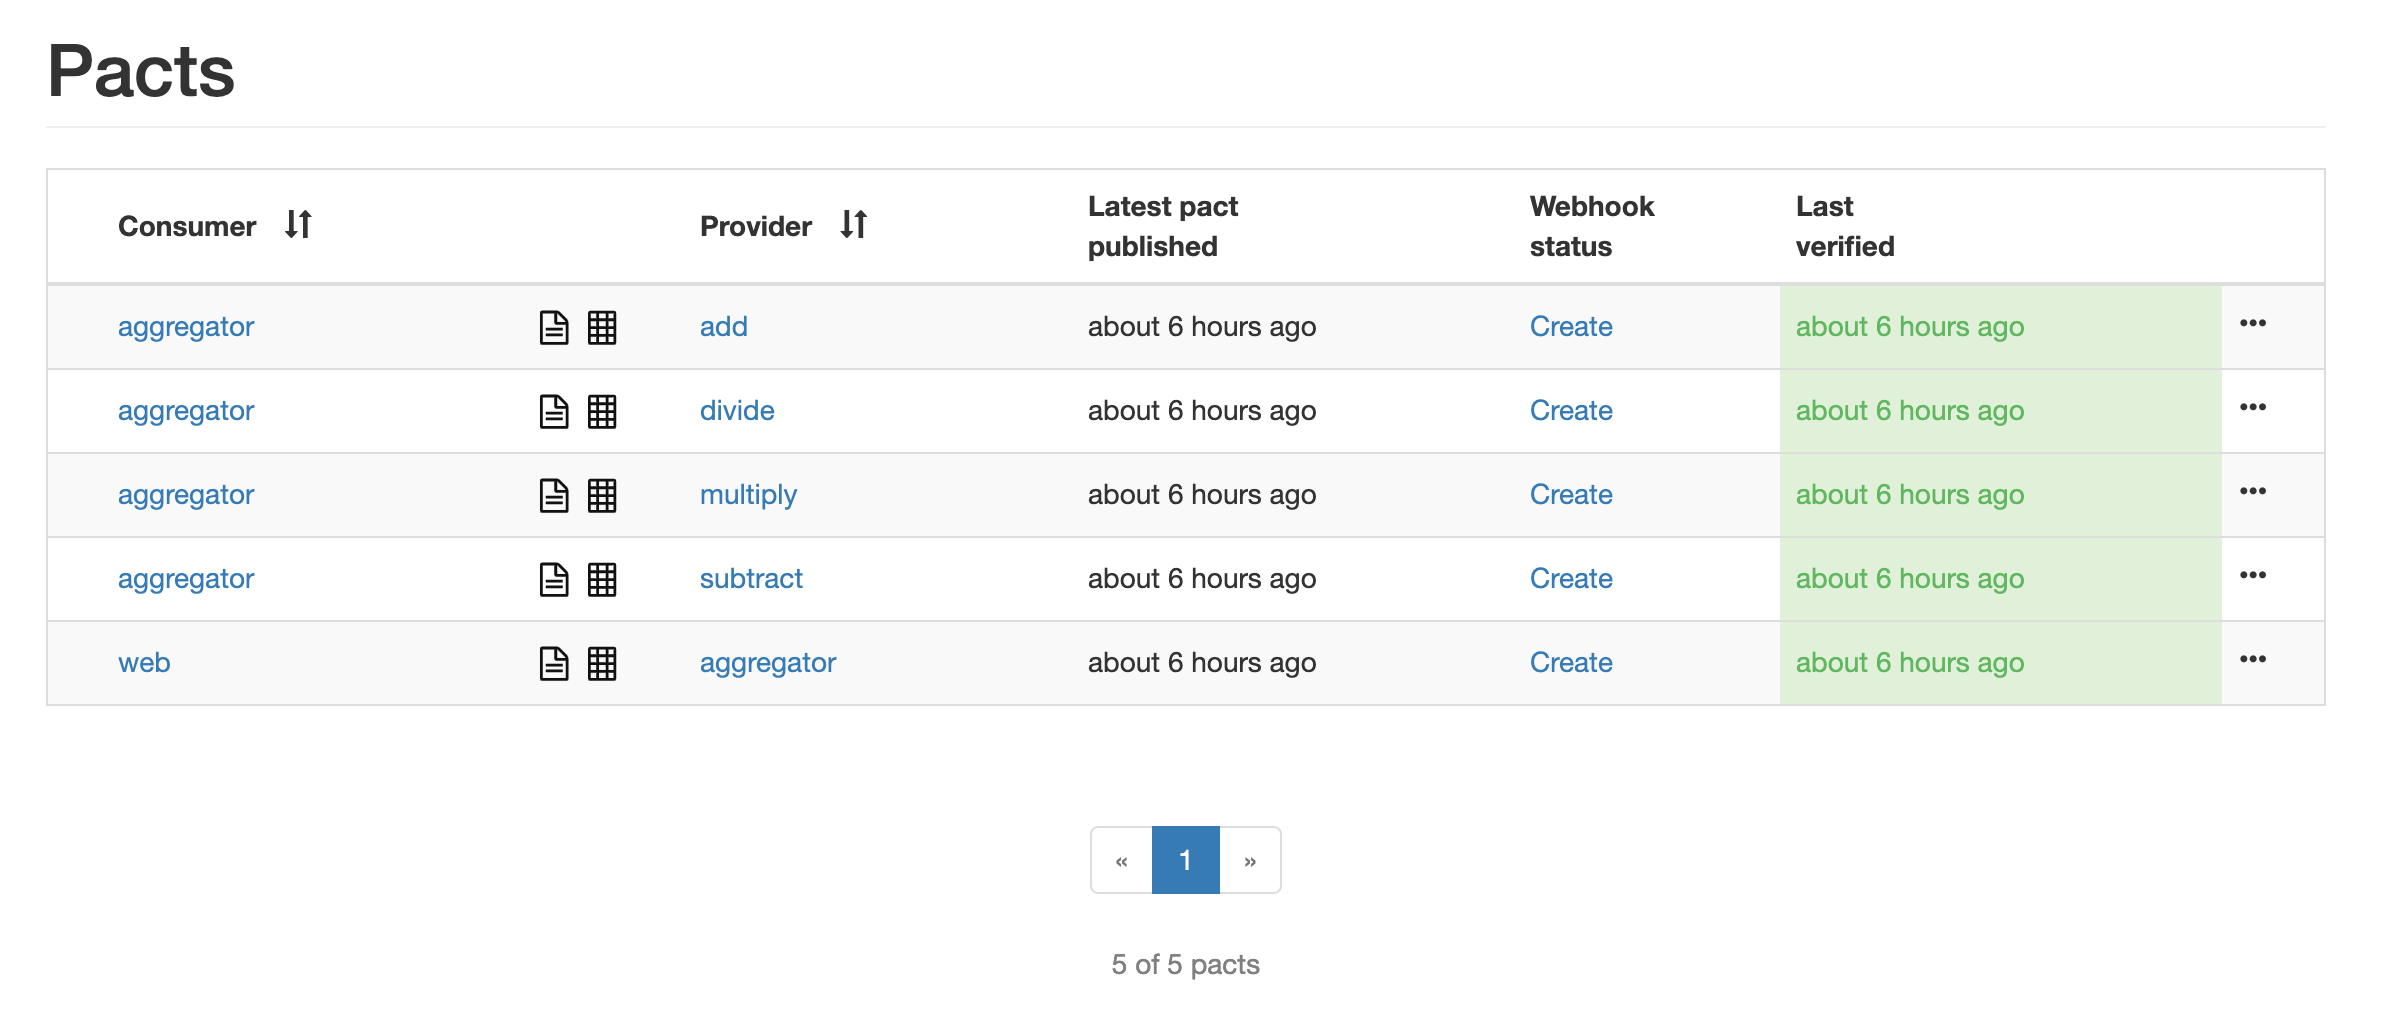 Pacts
Consumer Provider Latest pact published Webhook status Last verified
aggregator add about 6 hours ago Create about 6 hours ago
aggregator divide about 6 hours ago Create about 6 hours ago
aggregator multiply about 6 hours ago Create about 6 hours ago
aggregator subtract about 6 hours ago Create about 6 hours ago
web aggregator about 6 hours ago Create about 6 hours ago
« 1 »
5 of 5 pacts